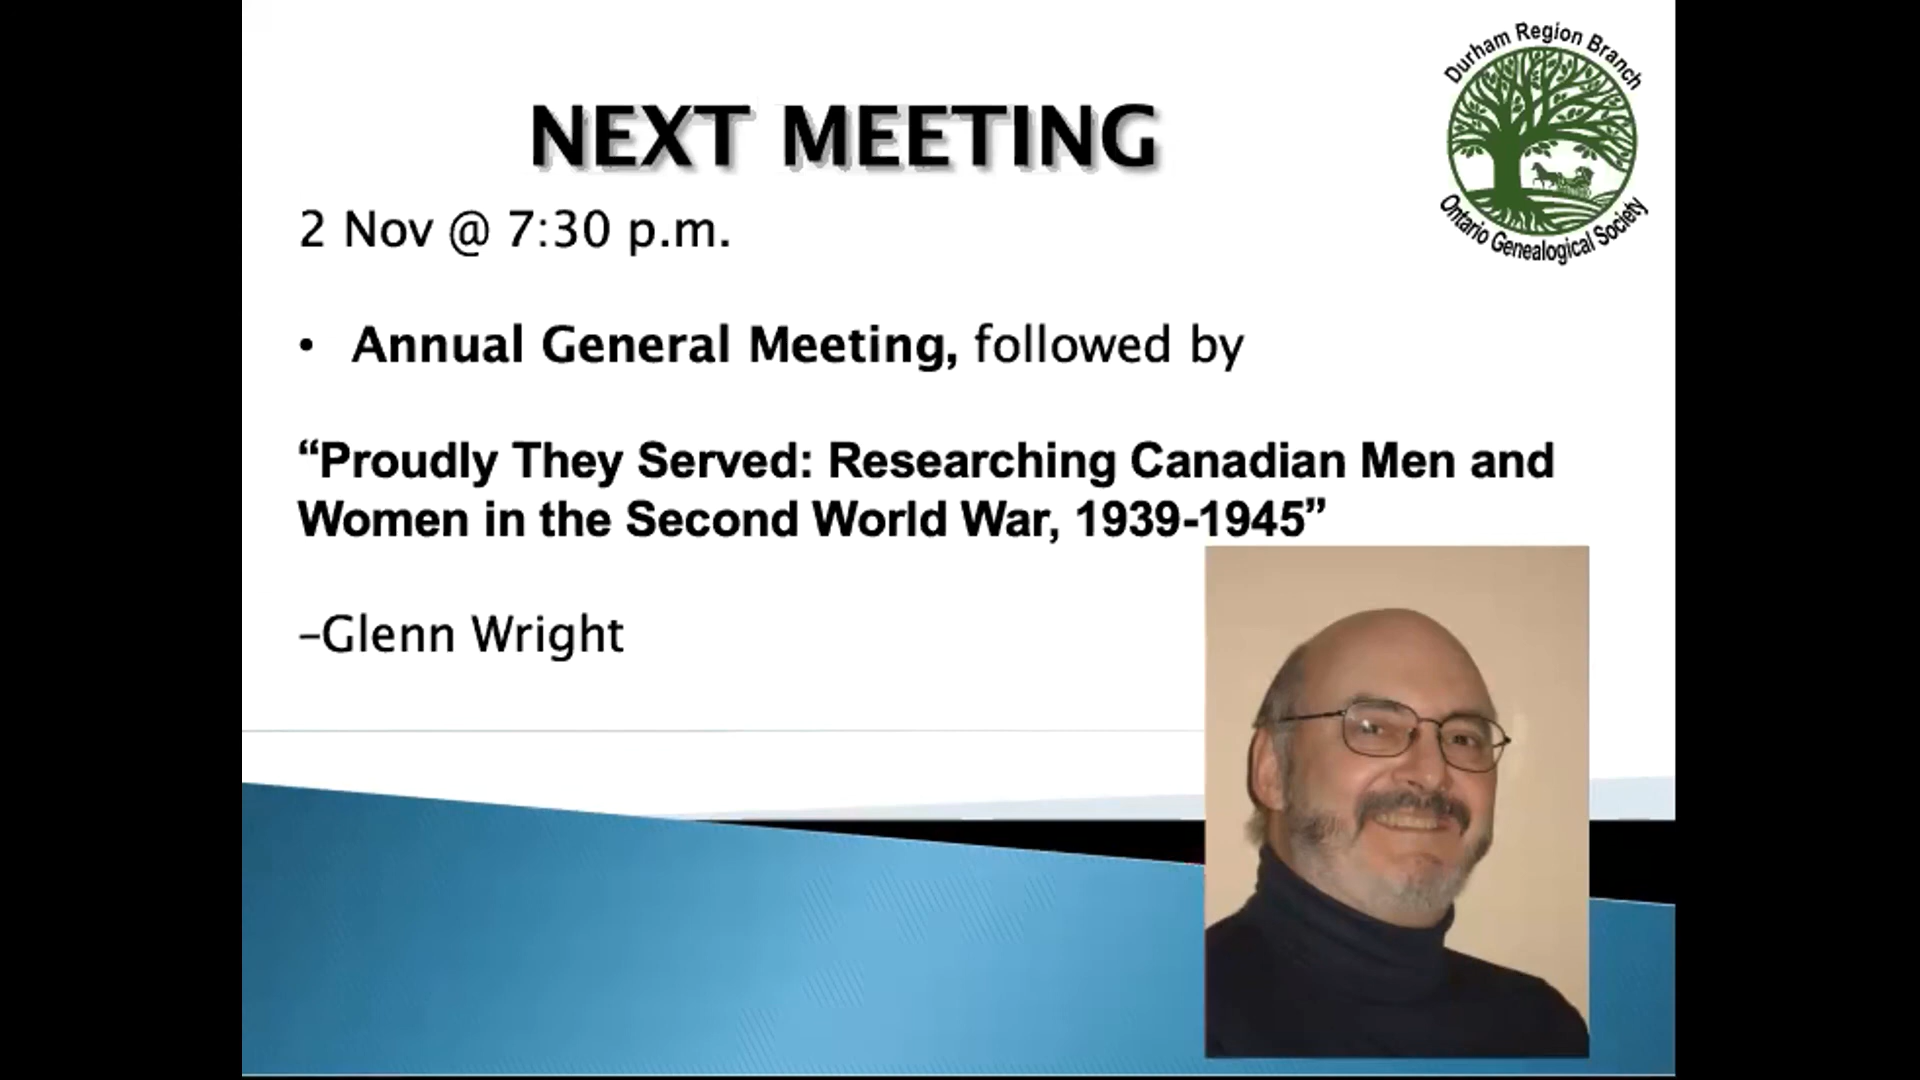 Durham Region Branch
Ontario Genealogical Society
NEXT MEETING
2 Nov @ 7:30 p.m.
• Annual General Meeting, followed by
“Proudly They Served: Researching Canadian Men and
Women in the Second World War, 1939-1945”
–Glenn Wright